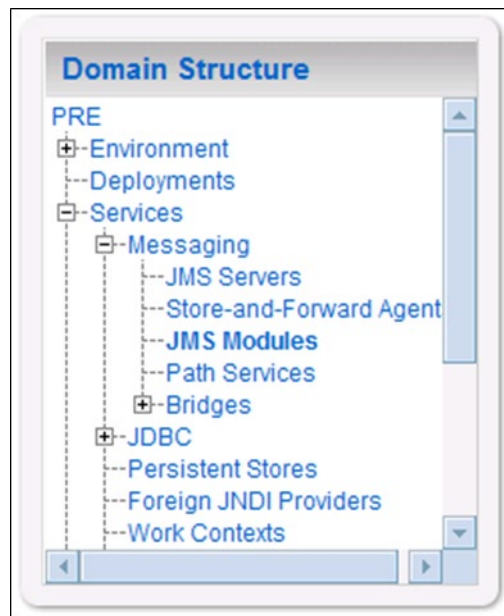 Domain Structure
PRE
Environment
Deployments
Services
Messaging
JMS Servers
Store-and-Forward Agent
JMS Modules
Path Services
Bridges
JDBC
Persistent Stores
Foreign JNDI Providers
Work Contexts